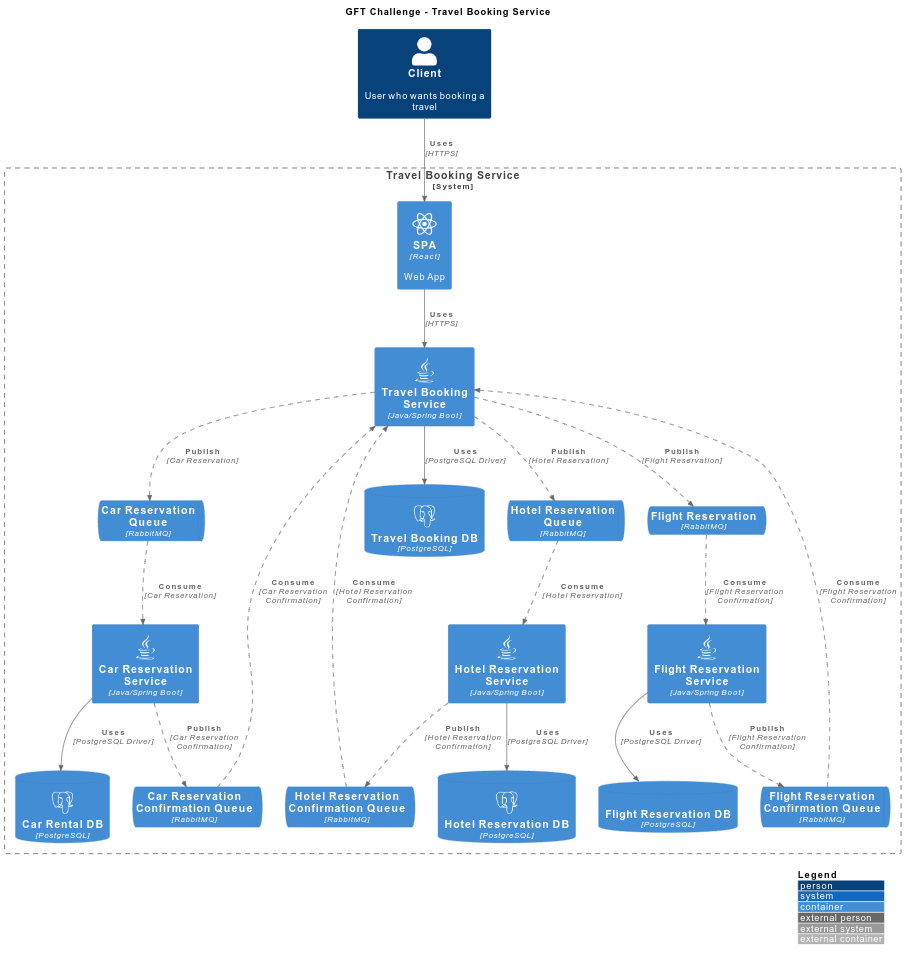 GFT Challenge - Travel Booking Service
Client
User who wants booking a
travel
Uses
[HTTPS]
Travel Booking Service
[System]
SPA
[React]
Web App
Uses
[HTTPS]
Travel Booking
Service
[Java/Spring Boot]
Publish
[Car Reservation]
Uses
[PostgreSQL Driver]
Publish
[Hotel Reservation]
Publish
[Flight Reservation]
Car Reservation
Queue
[RabbitMQ]
Travel Booking DB
[PostgreSQL]
Hotel Reservation
Queue
[RabbitMQ]
Flight Reservation
[RabbitMQ]
Consume
[Car Reservation]
Consume
[Car Reservation
Confirmation]
Consume
[Hotel Reservation
Confirmation]
Consume
[Hotel Reservation]
Consume
[Flight Reservation
Confirmation]
Consume
[Flight Reservation
Confirmation]
Car Reservation
Service
[Java/Spring Boot]
Hotel Reservation
Service
[Java/Spring Boot]
Flight Reservation
Service
[Java/Spring Boot]
Uses
[PostgreSQL Driver]
Publish
[Car Reservation
Confirmation]
Publish
[Hotel Reservation
Confirmation]
Uses
[PostgreSQL Driver]
Uses
[PostgreSQL Driver]
Publish
[Flight Reservation
Confirmation]
Car Rental DB
[PostgreSQL]
Car Reservation
Confirmation Queue
[RabbitMQ]
Hotel Reservation
Confirmation Queue
[RabbitMQ]
Hotel Reservation DB
[PostgreSQL]
Flight Reservation DB
[PostgreSQL]
Flight Reservation
Confirmation Queue
[RabbitMQ]
Legend
person
system
container
external person
external system
external container